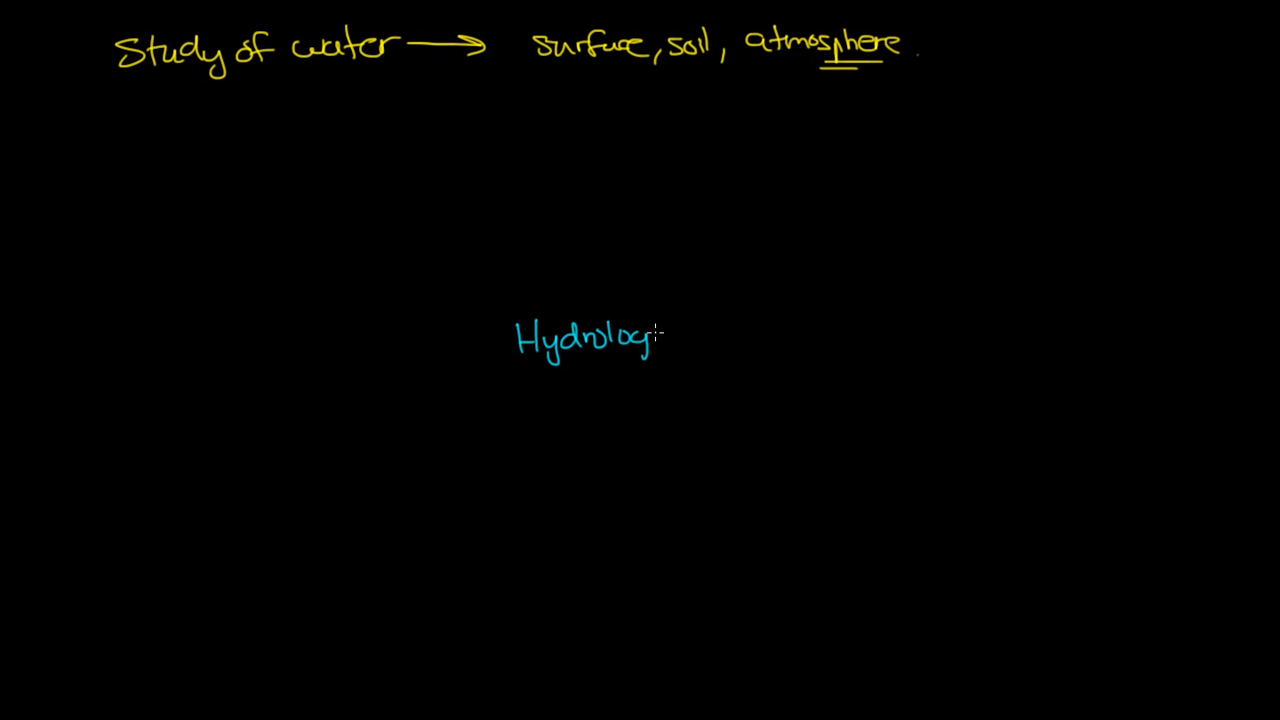 Study of water → surface, soil, atmosphere.
Hydrolog